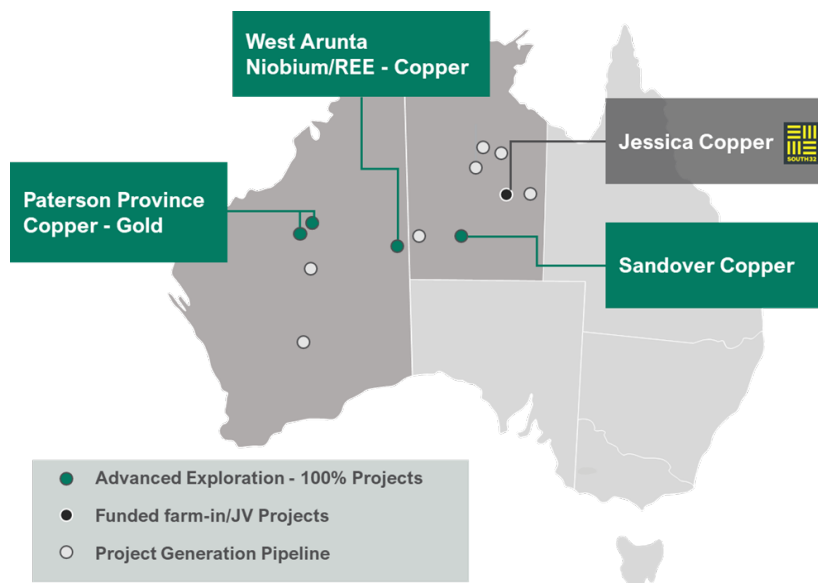 West Arunta
Niobium/REE - Copper
Jessica Copper
SOUTH32
Paterson Province
Copper - Gold
Sandover Copper
Advanced Exploration - 100% Projects
Funded farm-in/JV Projects
Project Generation Pipeline